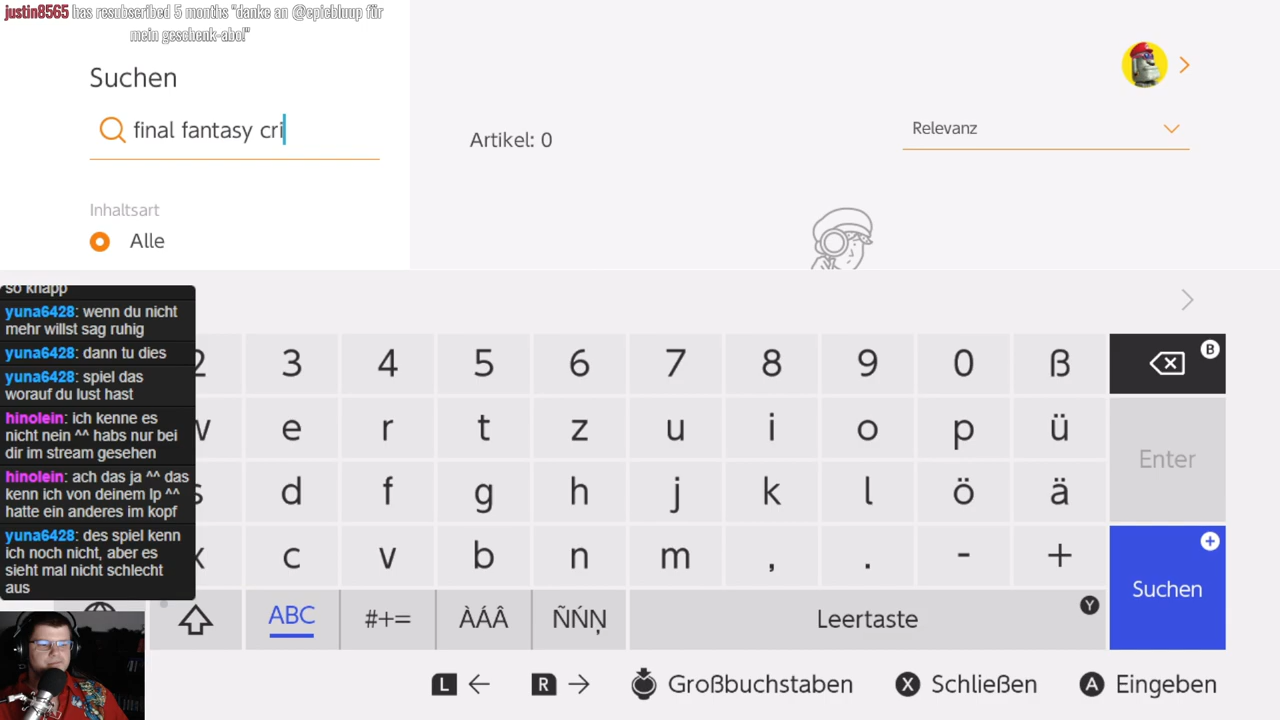 justin8565 has resubscribed 5 months "danke an @epicbluup für
mein geschenk-abo!"
Suchen
final fantasy cri
Artikel: 0
Relevanz
Inhaltsart
Alle
so knapp
yuna6428: wenn du nicht
mehr willst sag ruhig
yuna6428: dann tu dies
yuna6428: spiel das
worauf du lust hast
hinolein: ich kenne es
nicht nein ^^ habs nur bei
dir im stream gesehen
hinolein: ach das ja ^^ das
kenn ich von deinem lp ^^
hatte ein anderes im kopf
yuna6428: des spiel kenn
ich noch nicht, aber es
sieht mal nicht schlecht
aus
2 3 4 5 6 7 8 9 0 ß B
w e r t z u i o p ü Enter
s d f g h j k l ö ä
x c v b n m , . - + Suchen
ABC #+= ÀÁÂ ÑŃŅ Leertaste Y
L ← R → Großbuchstaben X Schließen A Eingeben